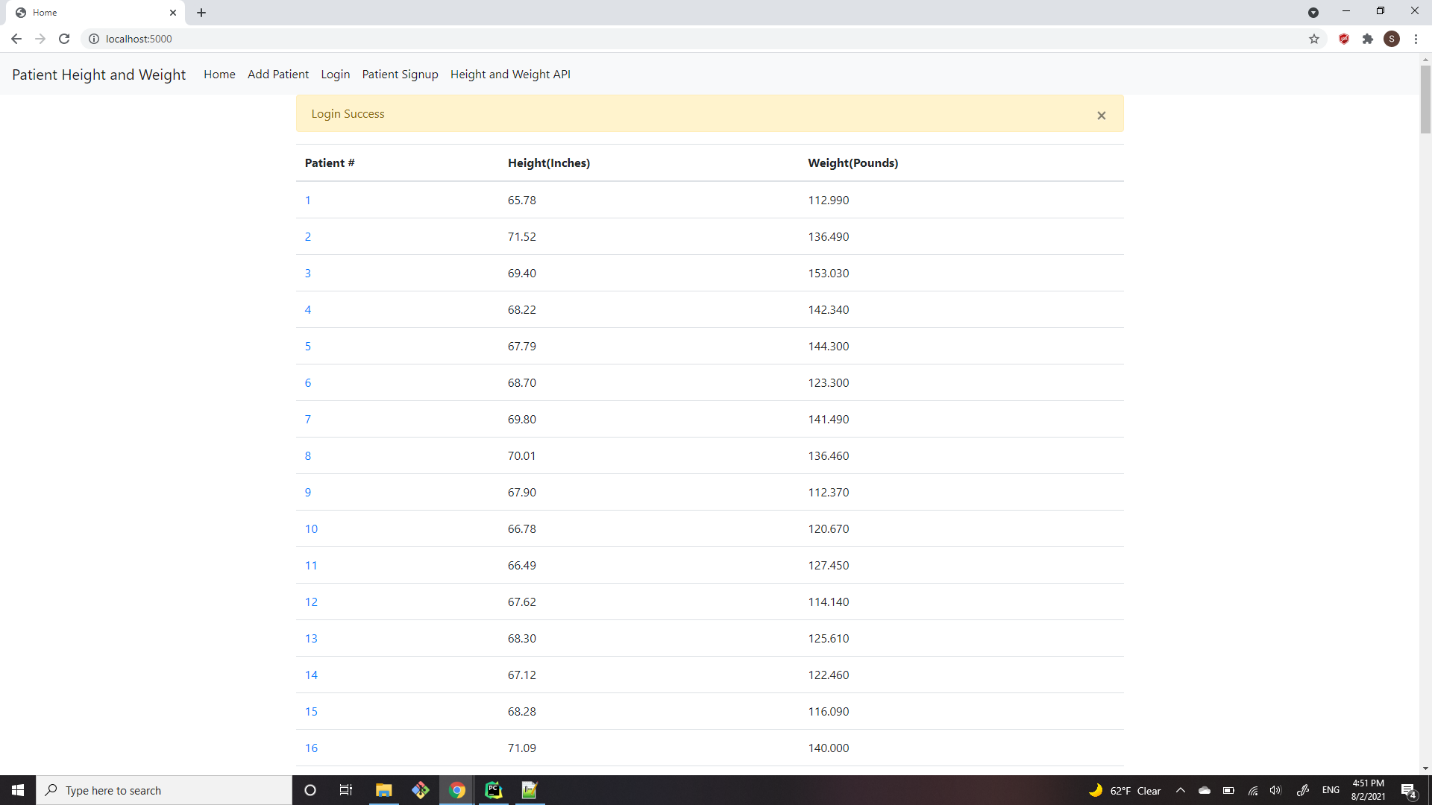 Home
localhost:5000
S
Patient Height and Weight Home Add Patient Login Patient Signup Height and Weight API
Login Success ×
Patient # Height(Inches) Weight(Pounds)
1 65.78 112.990
2 71.52 136.490
3 69.40 153.030
4 68.22 142.340
5 67.79 144.300
6 68.70 123.300
7 69.80 141.490
8 70.01 136.460
9 67.90 112.370
10 66.78 120.670
11 66.49 127.450
12 67.62 114.140
13 68.30 125.610
14 67.12 122.460
15 68.28 116.090
16 71.09 140.000
Type here to search PC 62°F Clear ENG 4:51 PM 4
8/2/2021